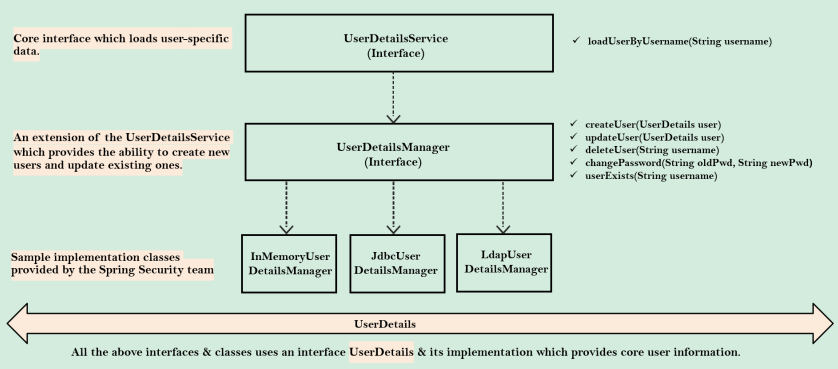 Core interface which loads user-specific
data.
UserDetailsService
(Interface)
✓ loadUserByUsername(String username)
An extension of the UserDetailsService
which provides the ability to create new
users and update existing ones.
UserDetailsManager
(Interface)
✓ createUser(UserDetails user)
✓ updateUser(UserDetails user)
✓ deleteUser(String username)
✓ changePassword(String oldPwd, String newPwd)
✓ userExists(String username)
Sample implementation classes
provided by the Spring Security team
InMemoryUser
DetailsManager
JdbcUser
DetailsManager
LdapUser
DetailsManager
UserDetails
All the above interfaces & classes uses an interface UserDetails & its implementation which provides core user information.